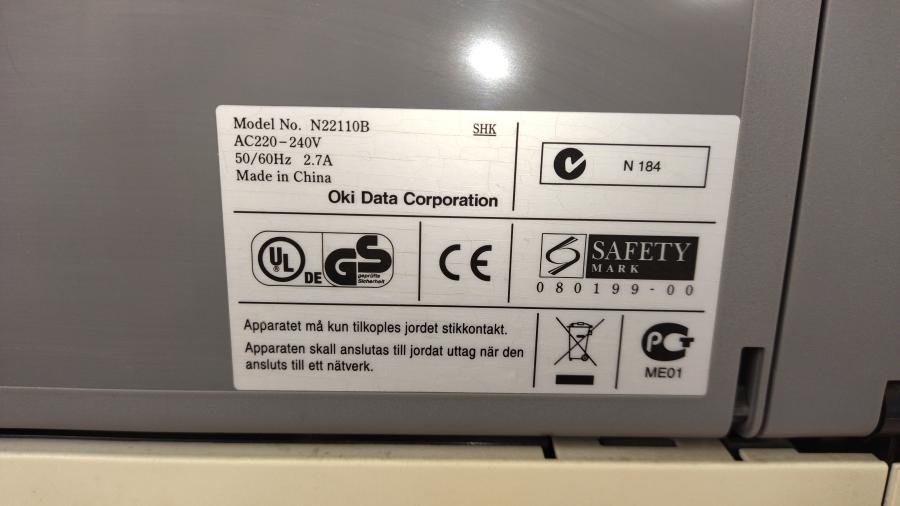 Model No. N22110B
SHK
AC220-240V
50/60Hz 2.7A
Made in China
Oki Data Corporation
N 184
UL
DE
GS
geprüfte
Sicherheit
CE
SAFETY
MARK
080199-00
Apparatet må kun tilkoples jordet stikkontakt.
Apparaten skall anslutas till jordat uttag när den
ansluts till ett nätverk.
PCT
ME01